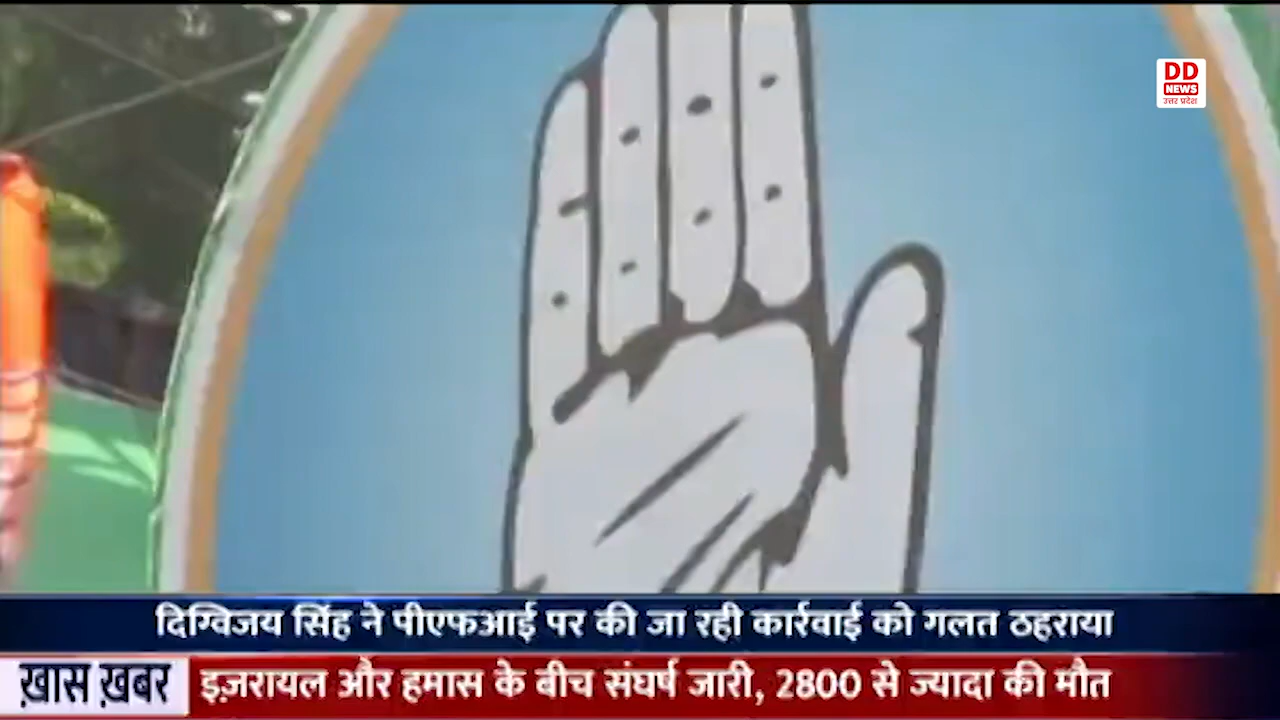 DD
NEWS
उत्तर प्रदेश
दिग्विजय सिंह ने पीएफआई पर की जा रही कार्रवाई को गलत ठहराया
ख़ास ख़बर
इज़रायल और हमास के बीच संघर्ष जारी, 2800 से ज्यादा की मौत